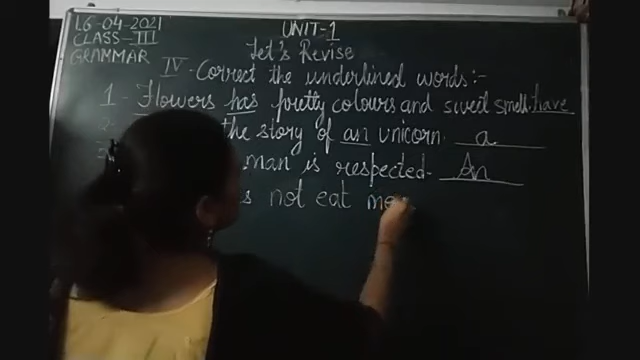 16-04-2021
UNIT-1
CLASS III
Let's Revise
GRAMMAR
IV - Correct the underlined words:-
1 - Flowers has pretty colours and sweet smell. have
2 the story of an unicorn. a
3 man is respected. An
not eat me